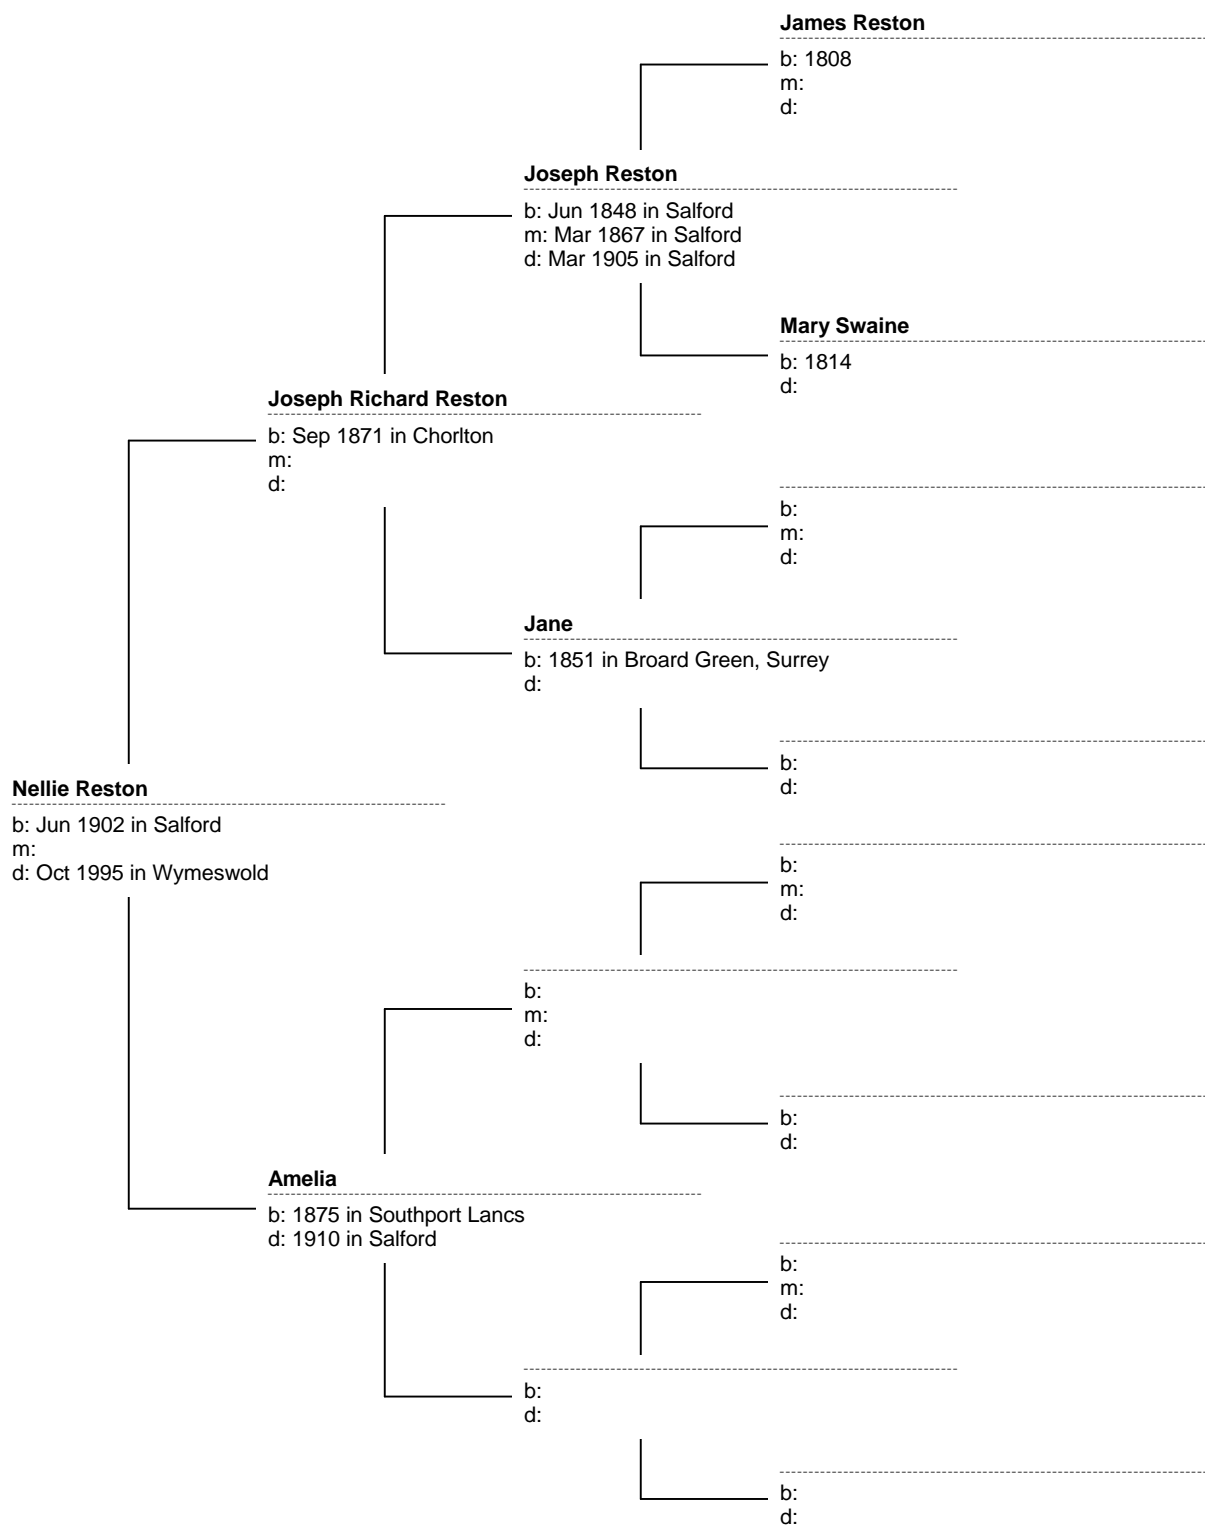 James Reston
b: 1808
m:
d:
Joseph Reston
b: Jun 1848 in Salford
m: Mar 1867 in Salford
d: Mar 1905 in Salford
Mary Swaine
b: 1814
d:
Joseph Richard Reston
b: Sep 1871 in Chorlton
m:
d:
b:
m:
d:
Jane
b: 1851 in Broard Green, Surrey
d:
b:
d:
Nellie Reston
b: Jun 1902 in Salford
m:
d: Oct 1995 in Wymeswold
b:
m:
d:
b:
m:
d:
b:
d:
Amelia
b: 1875 in Southport Lancs
d: 1910 in Salford
b:
m:
d:
b:
d:
b:
d: